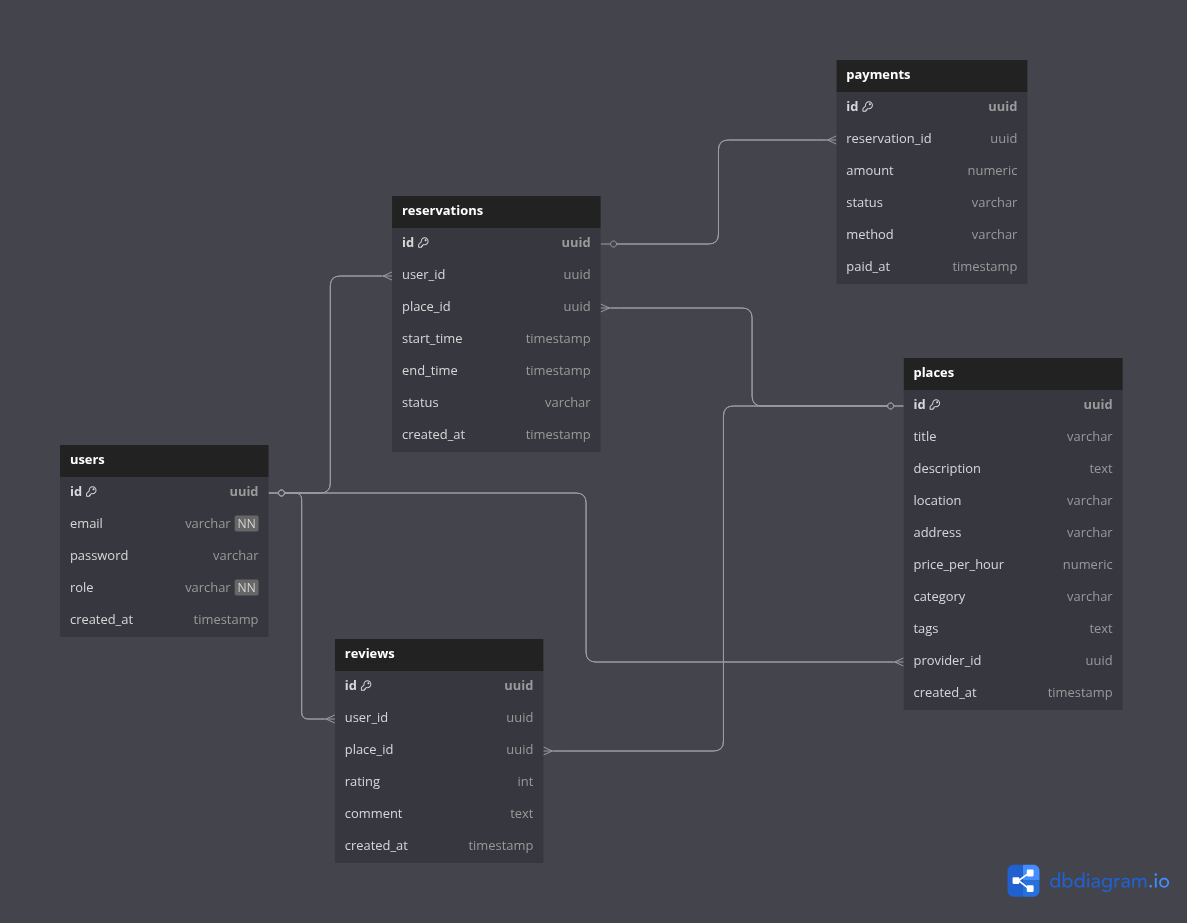 payments
id uuid
reservation_id uuid
amount numeric
status varchar
method varchar
paid_at timestamp
reservations
id uuid
user_id uuid
place_id uuid
start_time timestamp
end_time timestamp
status varchar
created_at timestamp
places
id uuid
title varchar
description text
location varchar
address varchar
price_per_hour numeric
category varchar
tags text
provider_id uuid
created_at timestamp
users
id uuid
email varchar NN
password varchar
role varchar NN
created_at timestamp
reviews
id uuid
user_id uuid
place_id uuid
rating int
comment text
created_at timestamp
dbdiagram.io